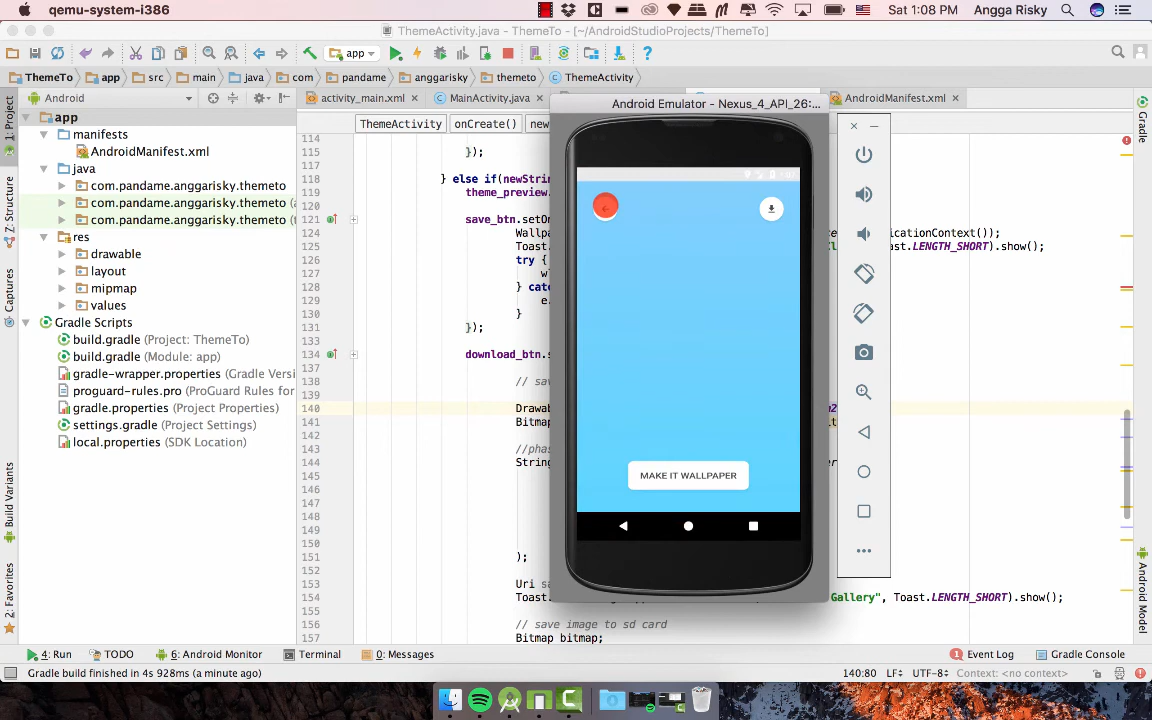 qemu-system-i386
Sat 1:08 PM Angga Risky
ThemeActivity.java - ThemeTo - [~/AndroidStudioProjects/ThemeTo]
app
ThemeTo app src main java com pandame anggarisky themeto ThemeActivity
Android
activity_main.xml MainActivity.java AndroidManifest.xml
Android Emulator - Nexus_4_API_26:...
ThemeActivity onCreate() new
1: Project
Z: Structure
Captures
Build Variants
2: Favorites
Gradle
Android Model
app
manifests
AndroidManifest.xml
java
com.pandame.anggarisky.themeto
com.pandame.anggarisky.themeto
com.pandame.anggarisky.themeto
res
drawable
layout
mipmap
values
Gradle Scripts
build.gradle (Project: ThemeTo)
build.gradle (Module: app)
gradle-wrapper.properties (Gradle Versi
proguard-rules.pro (ProGuard Rules for
gradle.properties (Project Properties)
settings.gradle (Project Settings)
local.properties (SDK Location)
114
115 });
117
118 } else if(newStrin
119 theme_preview.
120
121 save_btn.setOn
124 Wallpa icationContext());
125 Toast. ast.LENGTH_SHORT).show();
126 try {
127 w
128 } catc
129 e.
130 }
131 });
133
134 download_btn.s
137
138 // sav
139
140 Drawab
141 Bitmap
142
143 //phas
144 String
145
146
147
148
149
150
151 );
152
153 Uri sa
154 Toast. Gallery", Toast.LENGTH_SHORT).show();
155
156 // save image to sd card
157 Bitmap bitmap;
MAKE IT WALLPAPER
4: Run TODO 6: Android Monitor Terminal 0: Messages 1 Event Log Gradle Console
Gradle build finished in 4s 928ms (a minute ago) 140:80 LF UTF-8 Context: <no context>